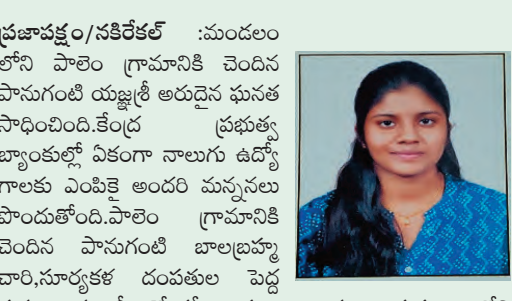 ప్రజాపక్షం/నకిరేకల్ :మండలం
లోని పాలెం గ్రామానికి చెందిన
పానుగంటి యజ్ఞశ్రీ అరుదైన ఘనత
సాధించింది.కేంద్ర ప్రభుత్వ
బ్యాంకుల్లో ఏకంగా నాలుగు ఉద్యో
గాలకు ఎంపికై అందరి మన్ననలు
పొందుతోంది.పాలెం గ్రామానికి
చెందిన పానుగంటి బాలబ్రహ్మ
చారి,సూర్యకళ దంపతుల పెద్ద